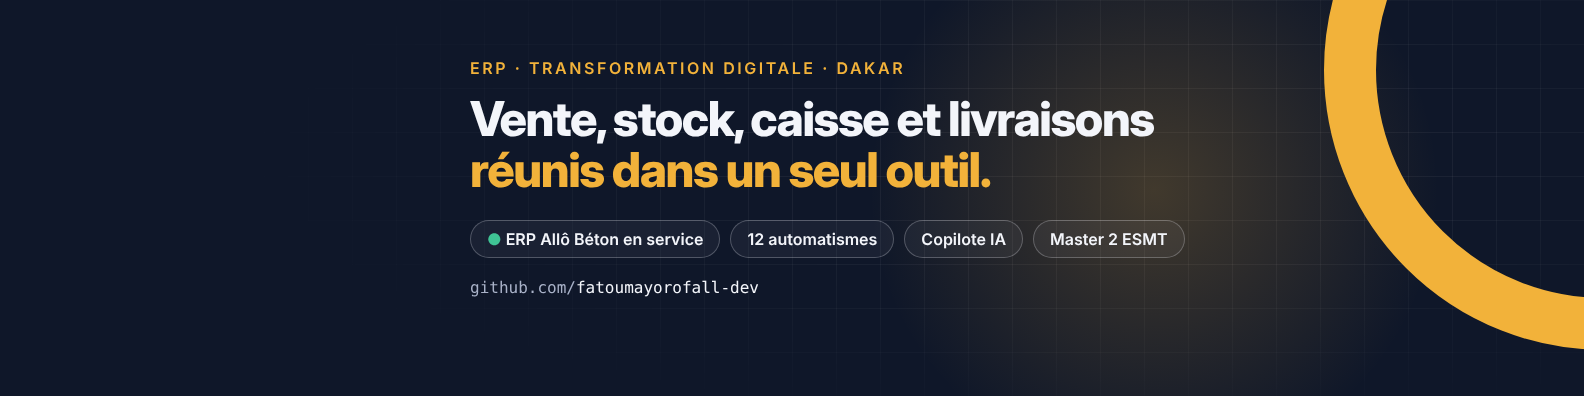 ERP · TRANSFORMATION DIGITALE · DAKAR
Vente, stock, caisse et livraisons
réunis dans un seul outil.
ERP Allô Béton en service 12 automatismes Copilote IA Master 2 ESMT
github.com/fatoumayorofall-dev